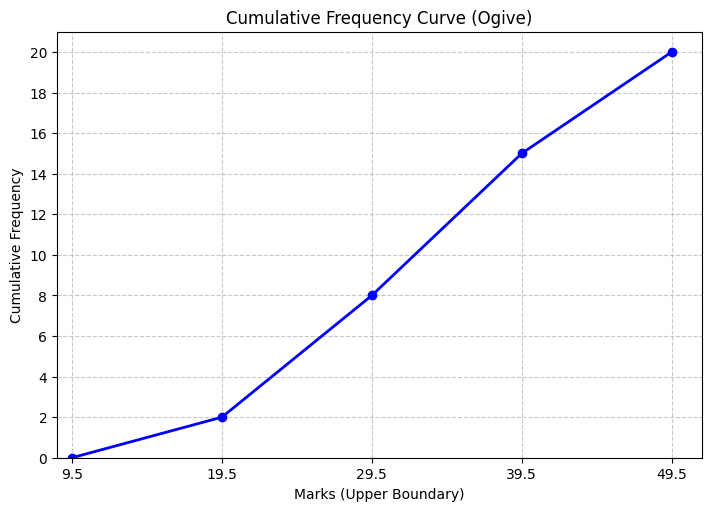 Cumulative Frequency Curve (Ogive)
20
18
16
14
12
10
8
6
4
2
0
Cumulative Frequency
9.5 19.5 29.5 39.5 49.5
Marks (Upper Boundary)